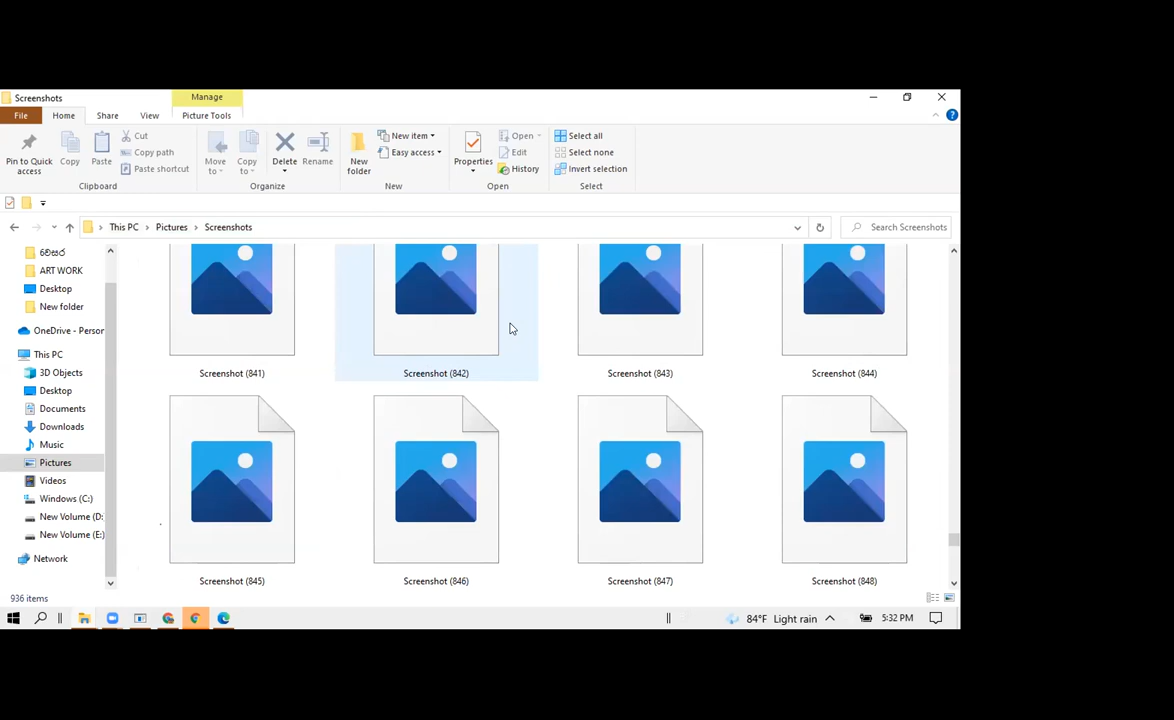 Screenshots
Manage
File
Home
Share
View
Picture Tools
Pin to Quick access
Copy
Paste
Cut
Copy path
Paste shortcut
Clipboard
Move to
Copy to
Delete
Rename
Organize
New folder
New item
Easy access
New
Properties
Open
Edit
History
Open
Select all
Select none
Invert selection
Select
This PC > Pictures > Screenshots
Search Screenshots
ART WORK
Desktop
New folder
OneDrive - Person
This PC
3D Objects
Desktop
Documents
Downloads
Music
Pictures
Videos
Windows (C:)
New Volume (D:
New Volume (E:)
Network
Screenshot (841)
Screenshot (842)
Screenshot (843)
Screenshot (844)
Screenshot (845)
Screenshot (846)
Screenshot (847)
Screenshot (848)
936 items
84°F Light rain
5:32 PM